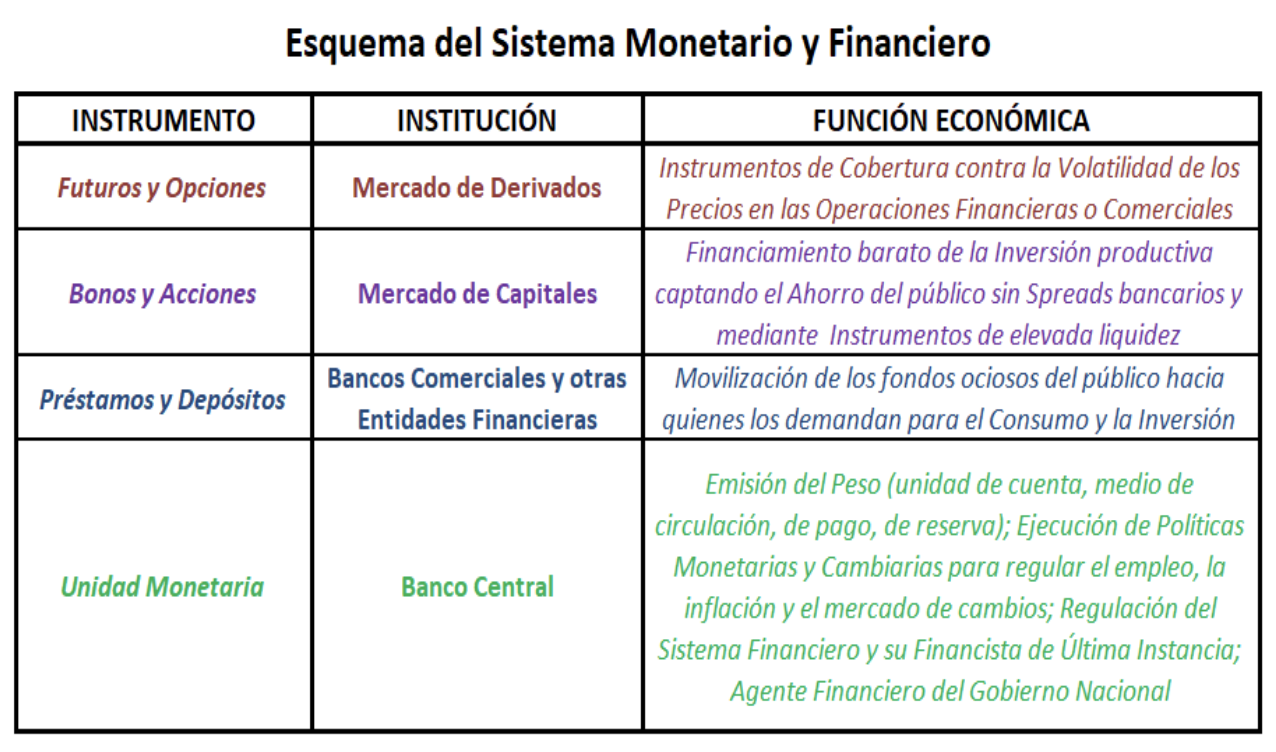 Esquema del Sistema Monetario y Financiero
INSTRUMENTO
INSTITUCIÓN
FUNCIÓN ECONÓMICA
Futuros y Opciones
Mercado de Derivados
Instrumentos de Cobertura contra la Volatilidad de los
Precios en las Operaciones Financieras o Comerciales
Bonos y Acciones
Mercado de Capitales
Financiamiento barato de la Inversión productiva
captando el Ahorro del público sin Spreads bancarios y
mediante Instrumentos de elevada liquidez
Préstamos y Depósitos
Bancos Comerciales y otras
Entidades Financieras
Movilización de los fondos ociosos del público hacia
quienes los demandan para el Consumo y la Inversión
Unidad Monetaria
Banco Central
Emisión del Peso (unidad de cuenta, medio de
circulación, de pago, de reserva); Ejecución de Políticas
Monetarias y Cambiarias para regular el empleo, la
inflación y el mercado de cambios; Regulación del
Sistema Financiero y su Financista de Última Instancia;
Agente Financiero del Gobierno Nacional